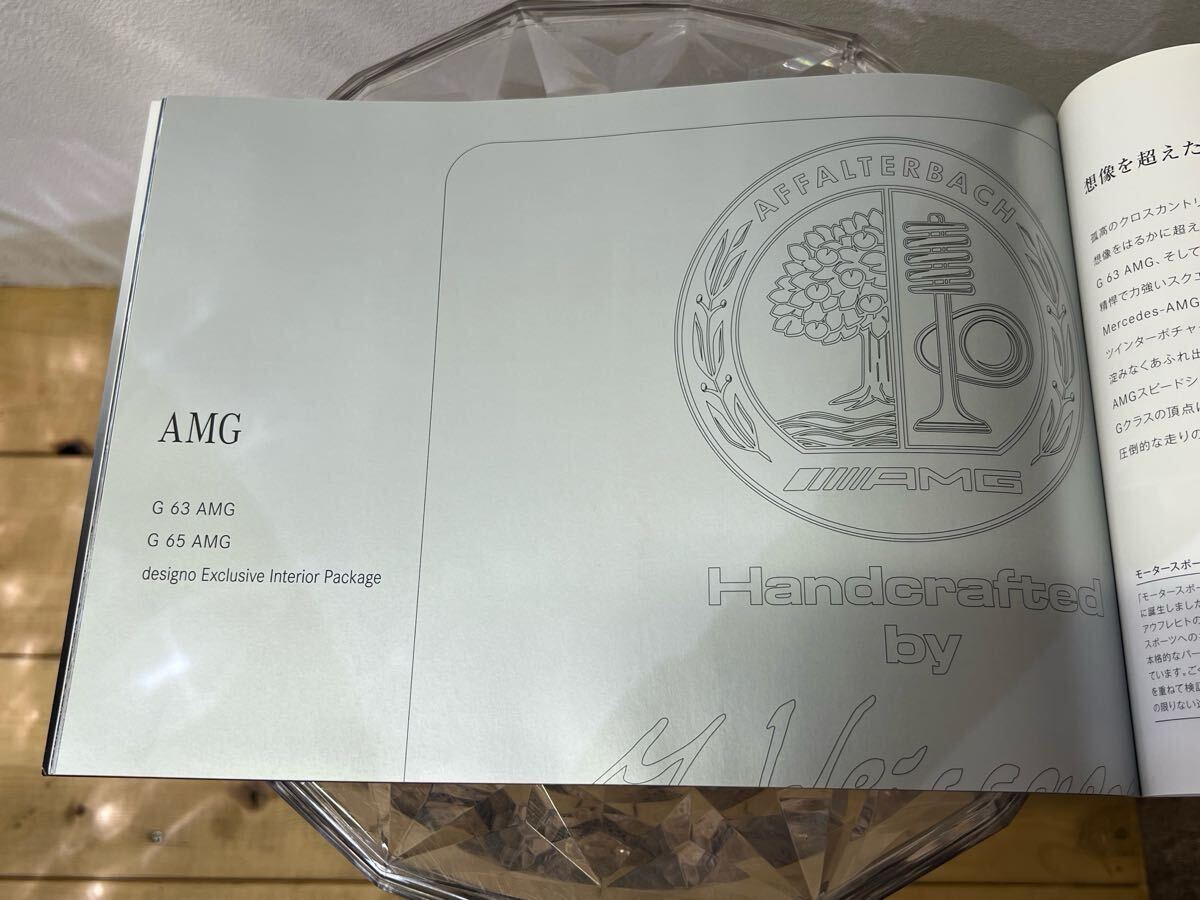 AMG
G 63 AMG
G 65 AMG
designo Exclusive Interior Package
AFFALTERBACH
AMG
Handcrafted
by
想像を超えた
孤高のクロスカントリ
想像をはるかに超え
G 63 AMG、そして
精悍で力強いスクエ
Mercedes-AMG
ツインターボチャー
淀みなくあふれ出
AMGスピードシ
Gクラスの頂点に
圧倒的な走りの
モータースポー
「モータースポー
に誕生しました
アウフレヒトの
スポーツへの
本格的なパー
ています。ご
を重ねて検証
の限りない